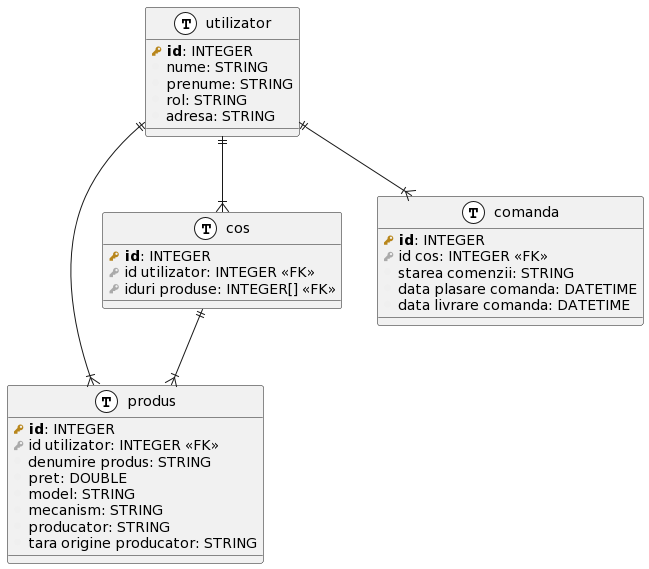 T utilizator
id: INTEGER
nume: STRING
prenume: STRING
rol: STRING
adresa: STRING
T cos
id: INTEGER
id utilizator: INTEGER «FK»
iduri produse: INTEGER[] «FK»
T comanda
id: INTEGER
id cos: INTEGER «FK»
starea comenzii: STRING
data plasare comanda: DATETIME
data livrare comanda: DATETIME
T produs
id: INTEGER
id utilizator: INTEGER «FK»
denumire produs: STRING
pret: DOUBLE
model: STRING
mecanism: STRING
producator: STRING
tara origine producator: STRING